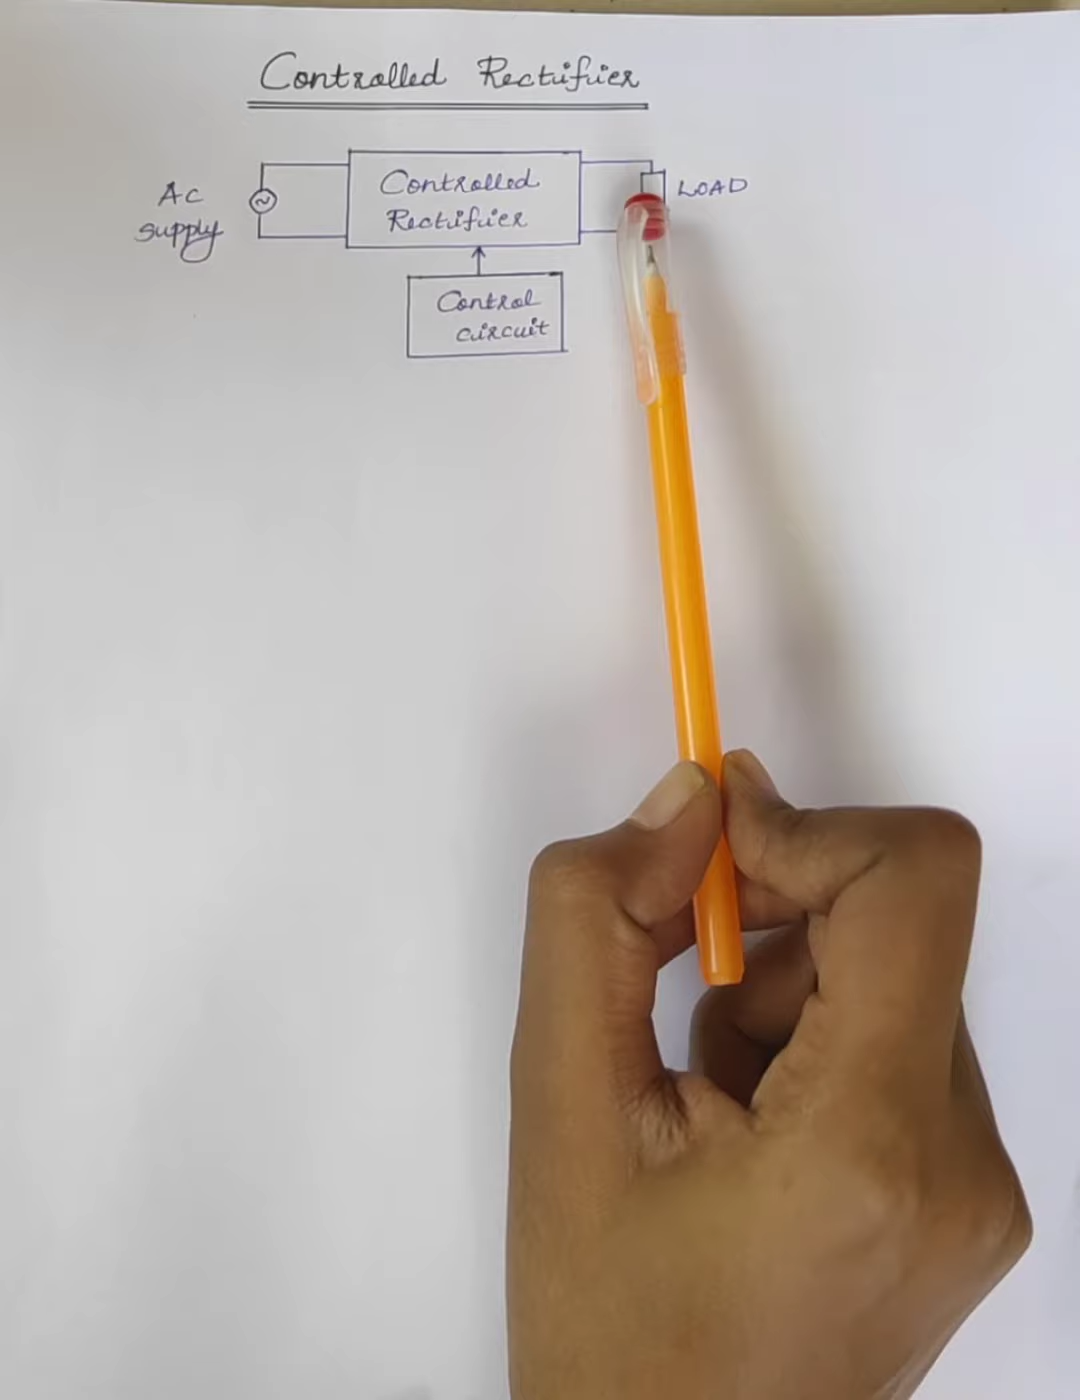 Controlled Rectifier
Ac
supply
Controlled
Rectifier
LOAD
Control
circuit